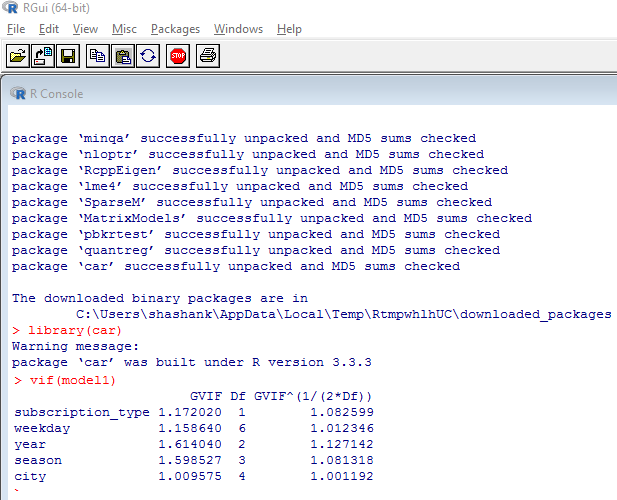 RGui (64-bit)
File Edit View Misc Packages Windows Help
STOP
R Console
package ‘minqa’ successfully unpacked and MD5 sums checked
package ‘nloptr’ successfully unpacked and MD5 sums checked
package ‘RcppEigen’ successfully unpacked and MD5 sums checked
package ‘lme4’ successfully unpacked and MD5 sums checked
package ‘SparseM’ successfully unpacked and MD5 sums checked
package ‘MatrixModels’ successfully unpacked and MD5 sums checked
package ‘pbkrtest’ successfully unpacked and MD5 sums checked
package ‘quantreg’ successfully unpacked and MD5 sums checked
package ‘car’ successfully unpacked and MD5 sums checked
The downloaded binary packages are in
C:\Users\shashank\AppData\Local\Temp\RtmpwhlhUC\downloaded_packages
> library(car)
Warning message:
package ‘car’ was built under R version 3.3.3
> vif(model1)
GVIF Df GVIF^(1/(2*Df))
subscription_type 1.172020 1 1.082599
weekday 1.158640 6 1.012346
year 1.614040 2 1.127142
season 1.598527 3 1.081318
city 1.009575 4 1.001192